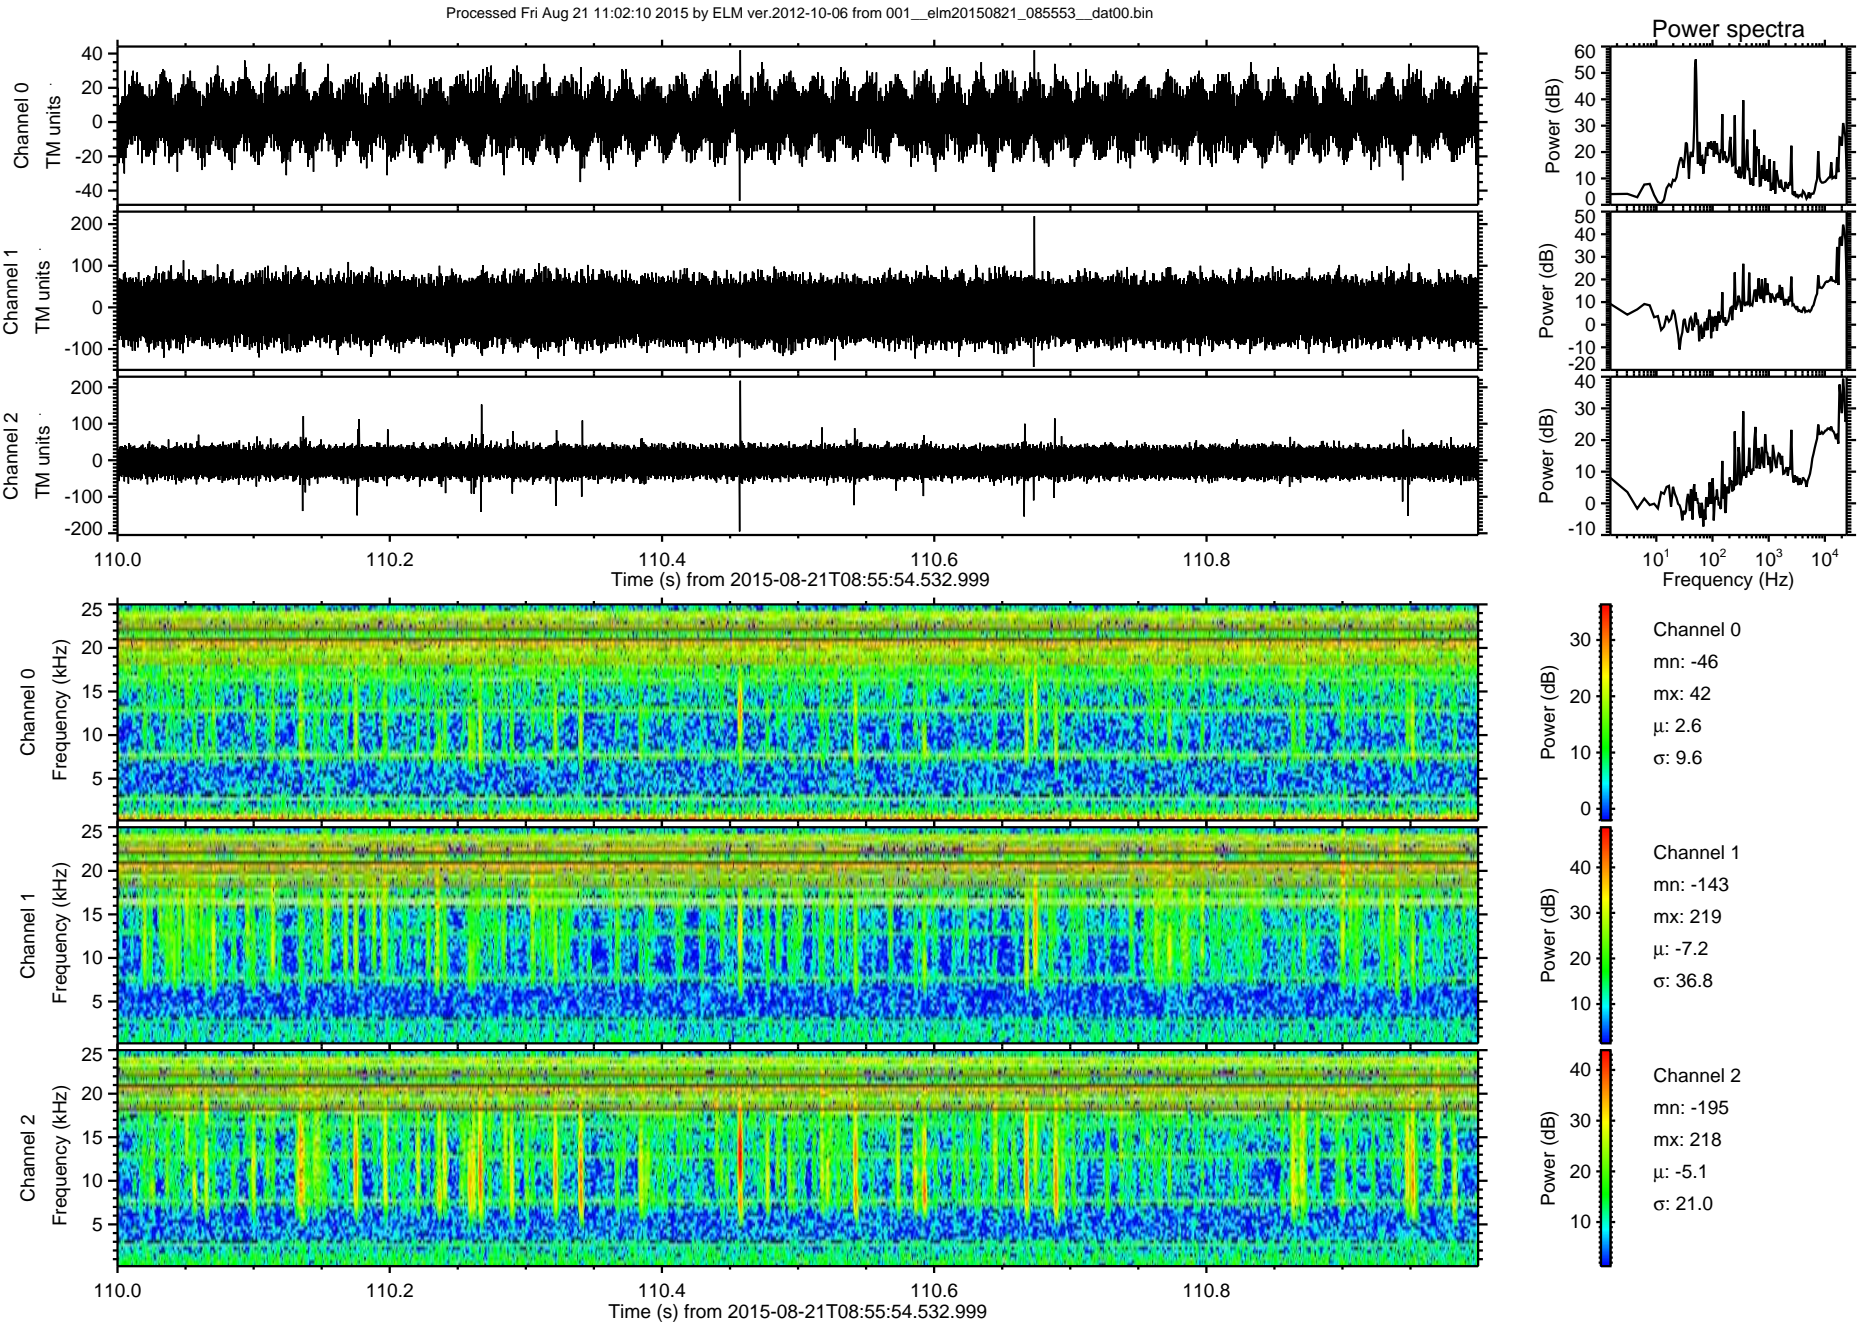 Processed Fri Aug 21 11:02:10 2015 by ELM ver.2012-10-06 from 001__elm20150821_085553__dat00.bin
Power spectra
Channel 0
TM units
40
20
0
-20
-40
Power (dB)
60
50
40
30
20
10
0
Channel 1
TM units
200
100
0
-100
Power (dB)
50
40
30
20
10
0
-10
-20
Channel 2
TM units
200
100
0
-100
-200
Power (dB)
40
30
20
10
0
-10
110.0 110.2 110.4 110.6 110.8
Time (s) from 2015-08-21T08:55:54.532.999
10^1 10^2 10^3 10^4
Frequency (Hz)
Channel 0
Frequency (kHz)
25
20
15
10
5
Power (dB)
30
20
10
0
Channel 0
mn: -46
mx: 42
μ: 2.6
σ: 9.6
Channel 1
Frequency (kHz)
25
20
15
10
5
Power (dB)
40
30
20
10
Channel 1
mn: -143
mx: 219
μ: -7.2
σ: 36.8
Channel 2
Frequency (kHz)
25
20
15
10
5
Power (dB)
40
30
20
10
Channel 2
mn: -195
mx: 218
μ: -5.1
σ: 21.0
110.0 110.2 110.4 110.6 110.8
Time (s) from 2015-08-21T08:55:54.532.999